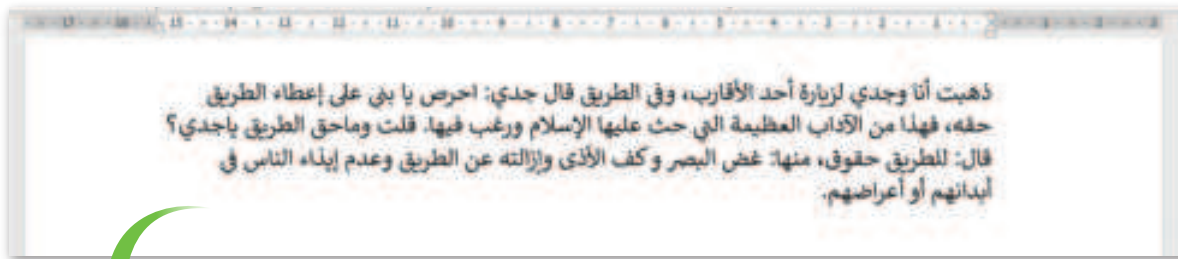 ذهبت أنا وجدي لزيارة أحد الأقارب، وفي الطريق قال جدي: احرص يا بني على إعطاء الطريق
حقه، فهذا من الآداب العظيمة التي حث عليها الإسلام ورغب فيها. قلت وماحق الطريق ياجدي؟
قال: للطريق حقوق، منها: غض البصر و كف الأذى وإزالته عن الطريق وعدم إيذاء الناس في
أبدانهم أو أعراضهم.